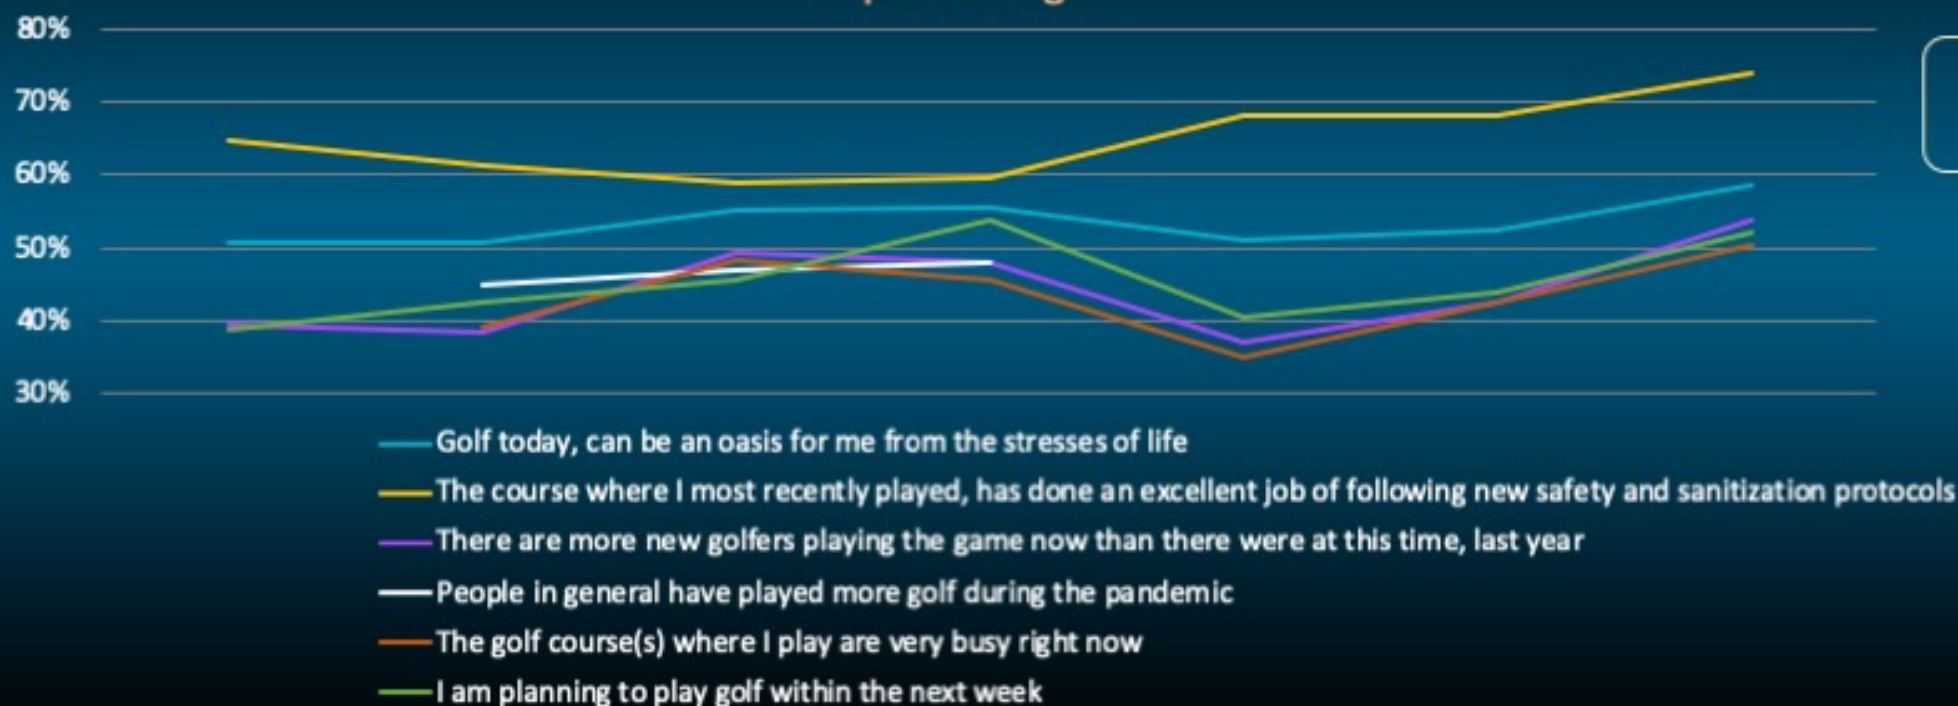 80%
70%
60%
50%
40%
30%
Golf today, can be an oasis for me from the stresses of life
The course where I most recently played, has done an excellent job of following new safety and sanitization protocols
There are more new golfers playing the game now than there were at this time, last year
People in general have played more golf during the pandemic
The golf course(s) where I play are very busy right now
I am planning to play golf within the next week